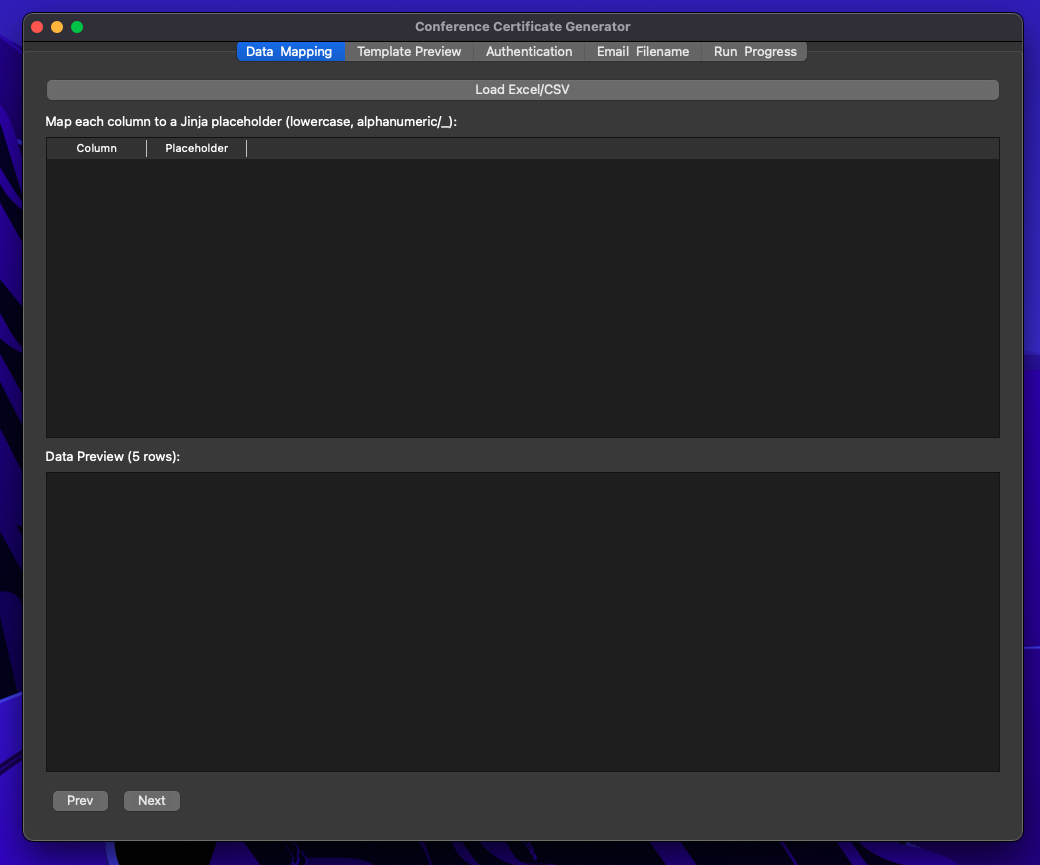 Conference Certificate Generator
Data  Mapping Template Preview Authentication Email  Filename Run  Progress
Load Excel/CSV
Map each column to a Jinja placeholder (lowercase, alphanumeric/_):
Column Placeholder
Data Preview (5 rows):
Prev Next